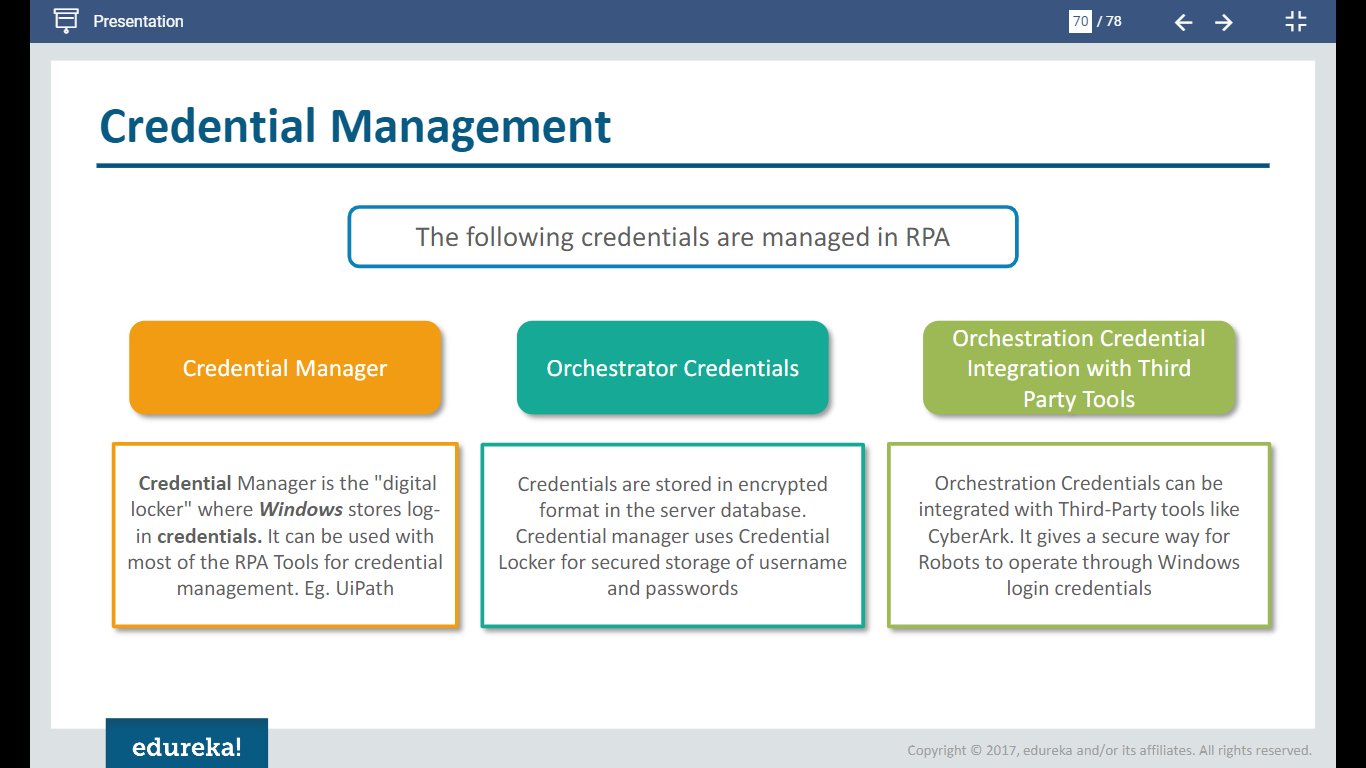 Presentation
70 / 78
Credential Management
The following credentials are managed in RPA
Credential Manager
Orchestrator Credentials
Orchestration Credential
Integration with Third
Party Tools
Credential Manager is the "digital
locker" where Windows stores log-
in credentials. It can be used with
most of the RPA Tools for credential
management. Eg. UiPath
Credentials are stored in encrypted
format in the server database.
Credential manager uses Credential
Locker for secured storage of username
and passwords
Orchestration Credentials can be
integrated with Third-Party tools like
CyberArk. It gives a secure way for
Robots to operate through Windows
login credentials
edureka!
Copyright © 2017, edureka and/or its affiliates. All rights reserved.